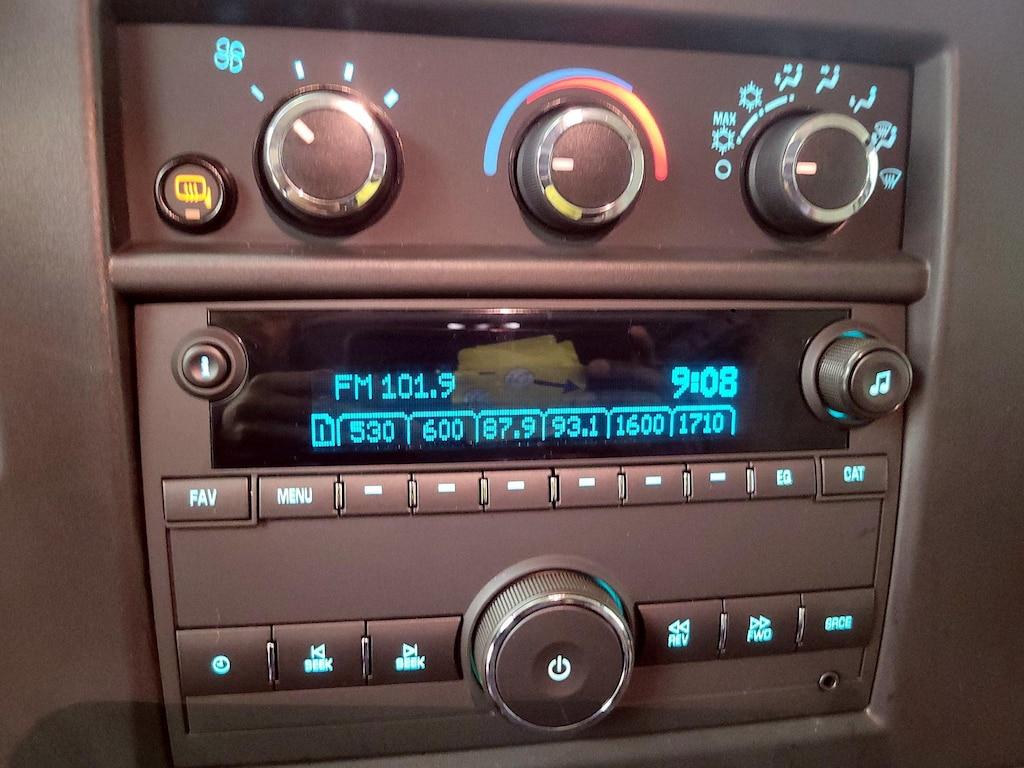 MAX
i
FM 101.9 9:08
D 530 600 87.9 93.1 1600 1710
FAV MENU EQ CAT
SEEK SEEK REV FWD SRCE